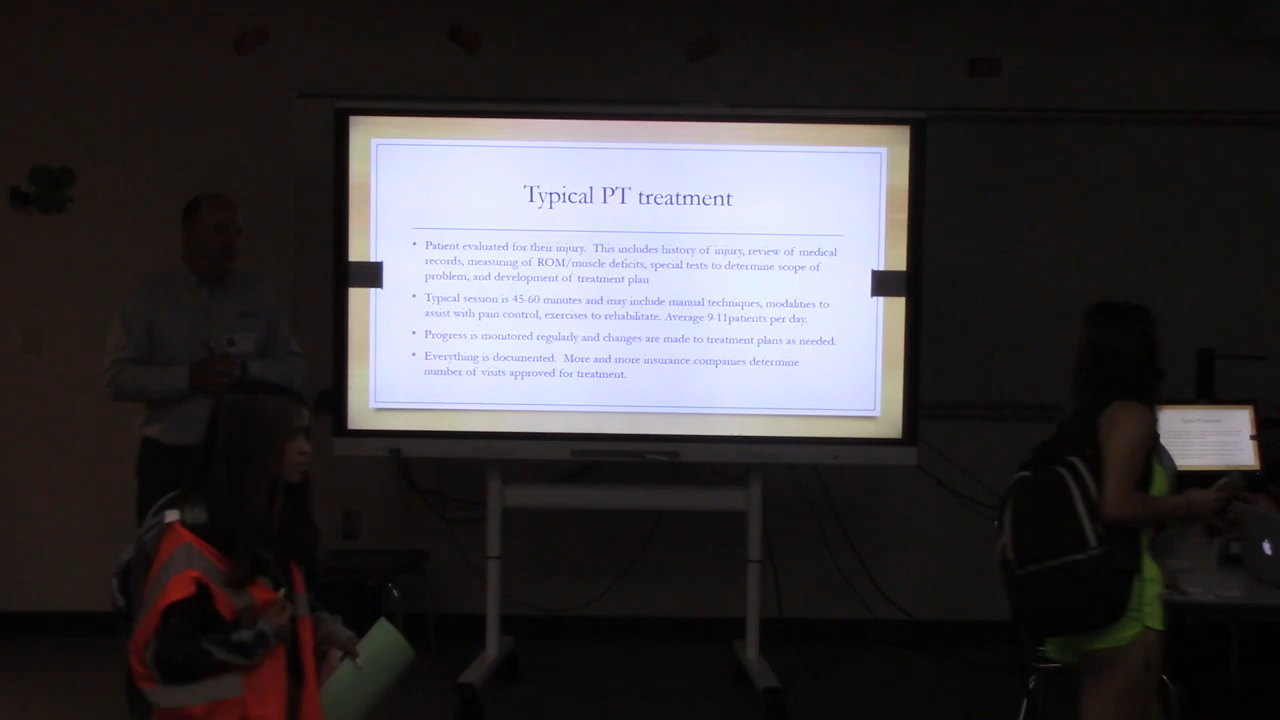 Typical PT treatment
• Patient evaluated for their injury. This includes history of injury, review of medical
records, measuring of ROM/muscle deficits, special tests to determine scope of
problem, and development of treatment plan
• Typical session is 45-60 minutes and may include manual techniques, modalities to
assist with pain control, exercises to rehabilitate. Average 9-11patients per day.
• Progress is monitored regularly and changes are made to treatment plans as needed.
• Everything is documented. More and more insurance companies determine
number of visits approved for treatment.
Typical PT treatment